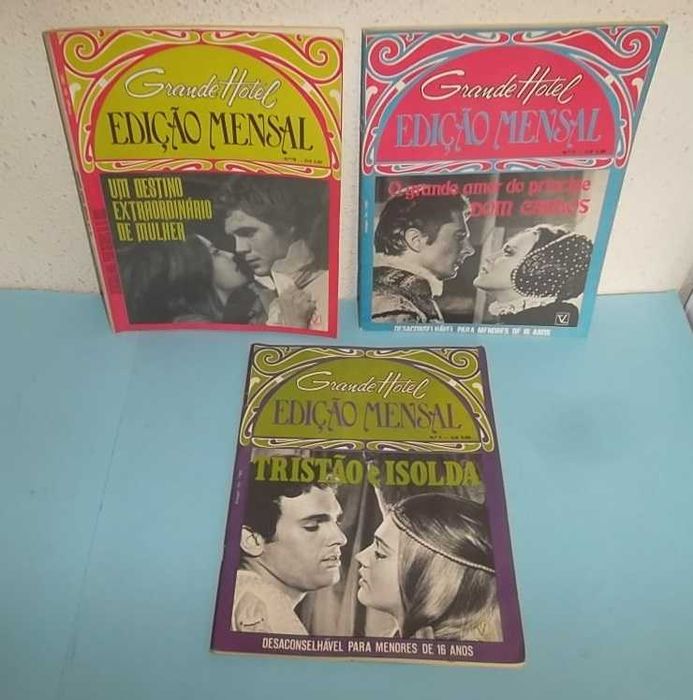 Grande Hotel
EDIÇÃO MENSAL
UM DESTINO
EXTRAORDINÁRIO
DE MULHER
Grande Hotel
EDIÇÃO MENSAL
O grande amor do príncipe
DOM CARLOS
DESACONSELHÁVEL PARA MENORES DE 16 ANOS
Grande Hotel
EDIÇÃO MENSAL
TRISTÃO e ISOLDA
DESACONSELHÁVEL PARA MENORES DE 16 ANOS